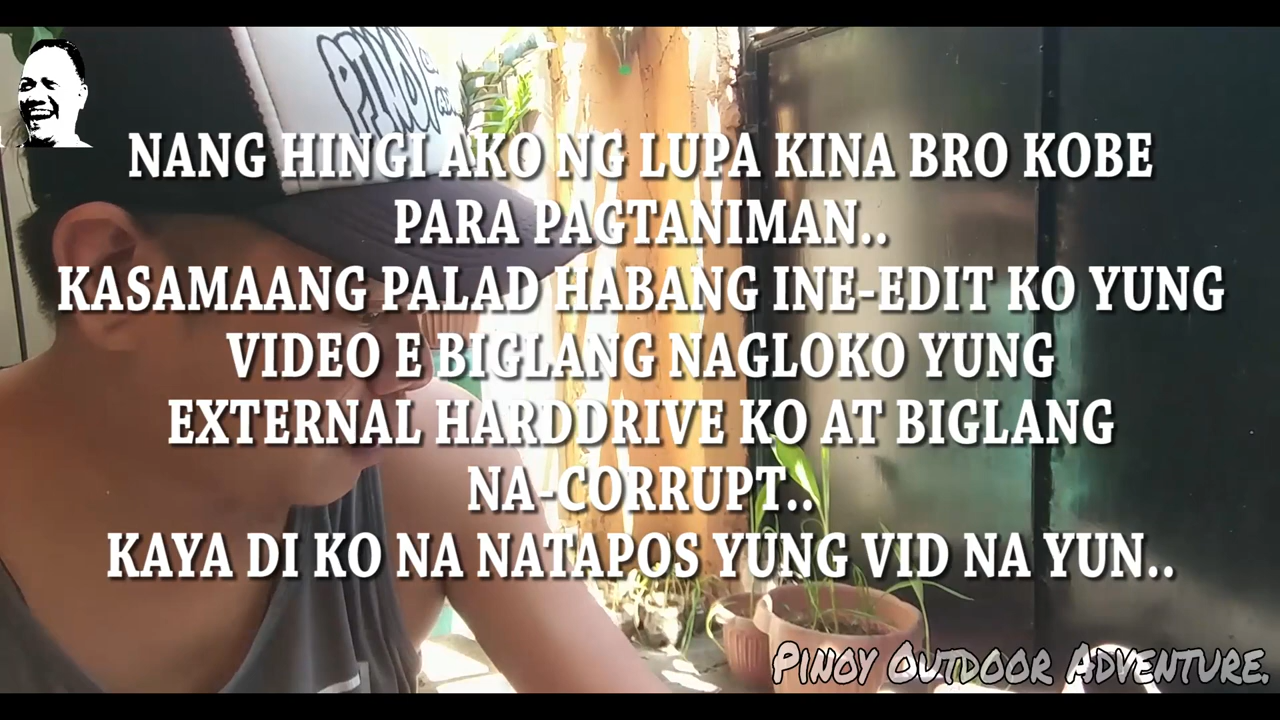 NANG HINGI AKO NG LUPA KINA BRO KOBE
PARA PAGTANIMAN..
KASAMAANG PALAD HABANG INE-EDIT KO YUNG
VIDEO E BIGLANG NAGLOKO YUNG
EXTERNAL HARDDRIVE KO AT BIGLANG
NA-CORRUPT..
KAYA DI KO NA NATAPOS YUNG VID NA YUN..
PINOY OUTDOOR ADVENTURE.